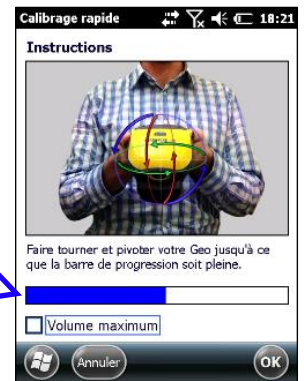 Calibrage rapide 18:21
Instructions
Faire tourner et pivoter votre Geo jusqu'à ce
que la barre de progression soit pleine.
Volume maximum
Annuler OK